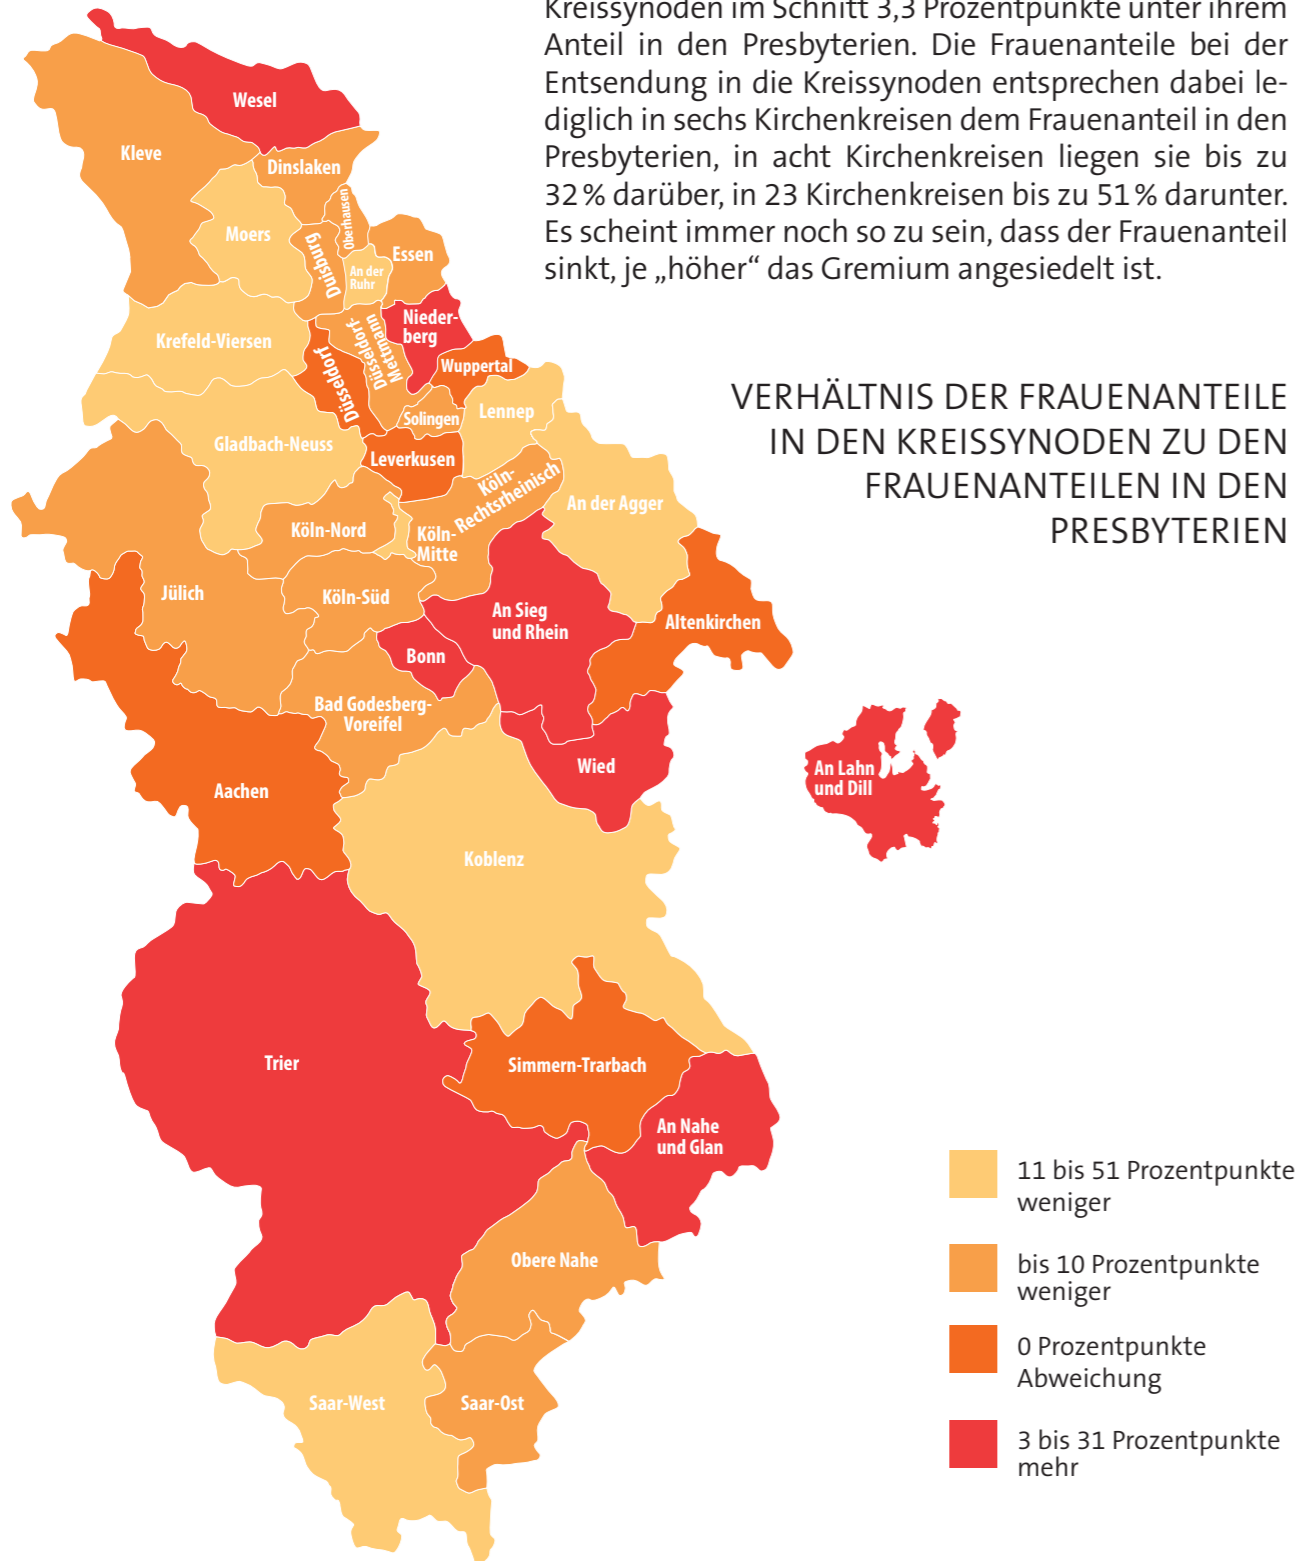 Kreissynoden im Schnitt 3,3 Prozentpunkte unter ihrem
Anteil in den Presbyterien. Die Frauenanteile bei der
Entsendung in die Kreissynoden entsprechen dabei le-
diglich in sechs Kirchenkreisen dem Frauenanteil in den
Presbyterien, in acht Kirchenkreisen liegen sie bis zu
32 % darüber, in 23 Kirchenkreisen bis zu 51 % darunter.
Es scheint immer noch so zu sein, dass der Frauenanteil
sinkt, je „höher“ das Gremium angesiedelt ist.
VERHÄLTNIS DER FRAUENANTEILE
IN DEN KREISSYNODEN ZU DEN
FRAUENANTEILEN IN DEN
PRESBYTERIEN
Wesel
Kleve
Dinslaken
Oberhausen
Moers
Duisburg
Essen
An der
Ruhr
Nieder-
berg
Krefeld-Viersen
Düsseldorf-
Mettmann
Düsseldorf
Wuppertal
Solingen
Lennep
Gladbach-Neuss
Leverkusen
Köln-
Rechtsrheinisch
An der Agger
Köln-Nord
Köln-
Mitte
Jülich
Köln-Süd
An Sieg
und Rhein
Altenkirchen
Bonn
Bad Godesberg-
Voreifel
Wied
An Lahn
und Dill
Aachen
Koblenz
Trier
Simmern-Trarbach
An Nahe
und Glan
Obere Nahe
Saar-West
Saar-Ost
11 bis 51 Prozentpunkte
weniger
bis 10 Prozentpunkte
weniger
0 Prozentpunkte
Abweichung
3 bis 31 Prozentpunkte
mehr